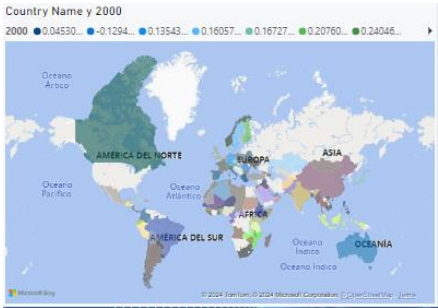 Country Name y 2000
2000 0.04530... -0.1294... 0.13543... 0.16057... 0.16727... 0.20760... 0.24046...
Océano
Ártico
AMÉRICA DEL NORTE
EUROPA
ASIA
Océano
Pacífico
Océano
Atlántico
ÁFRICA
AMÉRICA DEL SUR
Océano
Índico
OCEANÍA
Océano Índico
Microsoft Bing
© 2024 TomTom, © 2024 Microsoft Corporation, © OpenStreetMap Terms